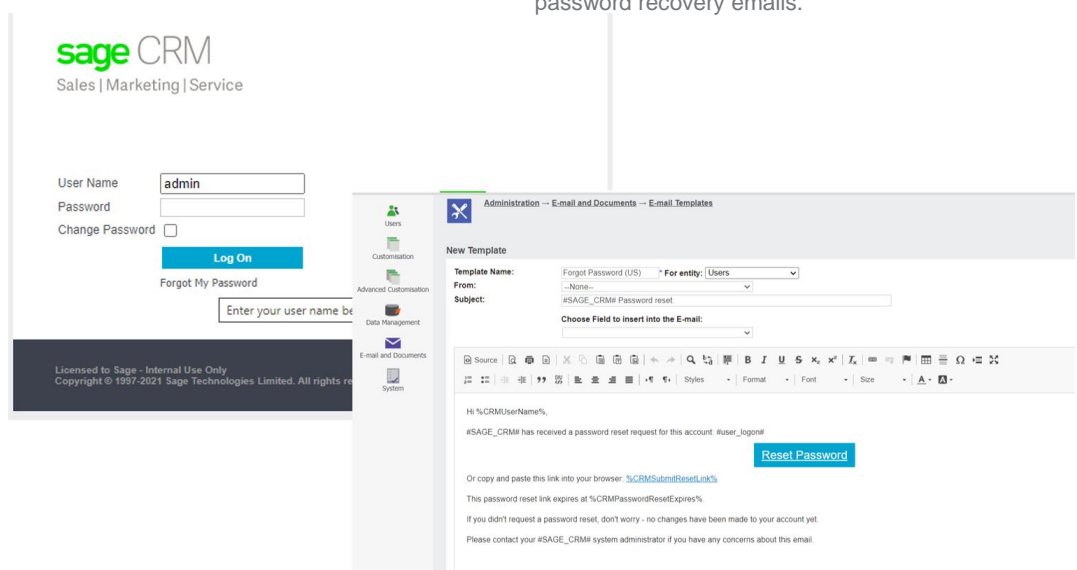 password recovery emails.
sage CRM
Sales | Marketing | Service
User Name admin
Password
Change Password
Log On
Forgot My Password
Enter your user name be
Licensed to Sage - Internal Use Only
Copyright © 1997-2021 Sage Technologies Limited. All rights re
Users
Customisation
Advanced Customisation
Data Management
E-mail and Documents
System
Administration → E-mail and Documents → E-mail Templates
New Template
Template Name: Forgot Password (US) * For entity: Users
From: --None--
Subject: #SAGE_CRM# Password reset
Choose Field to insert into the E-mail:
Source B I U S x₂ x² Tx Ω
Styles Format Font Size A A
Hi %CRMUserName%,
#SAGE_CRM# has received a password reset request for this account: #user_logon#
Reset Password
Or copy and paste this link into your browser: %CRMSubmitResetLink%
This password reset link expires at %CRMPasswordResetExpires%.
If you didn't request a password reset, don't worry - no changes have been made to your account yet.
Please contact your #SAGE_CRM# system administrator if you have any concerns about this email.